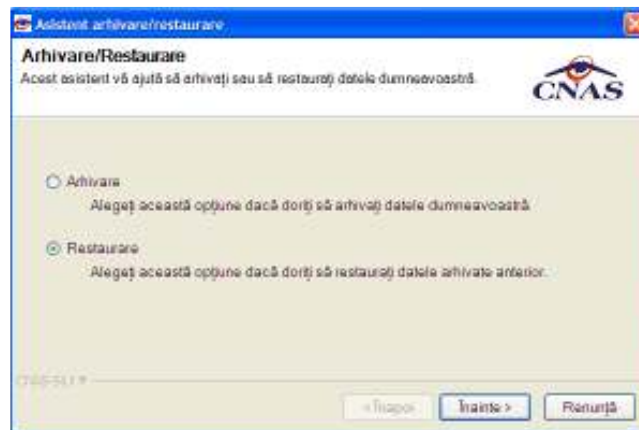 Asistent arhivare/restaurare
Arhivare/Restaurare
Acest asistent vă ajută să arhivați sau să restaurați datele dumneavoastră.
CNAS
Arhivare
Alegeți această opțiune dacă doriți să arhivați datele dumneavoastră
Restaurare
Alegeți această opțiune dacă doriți să restaurați datele arhivate anterior.
< Înapoi
Înainte >
Renunță